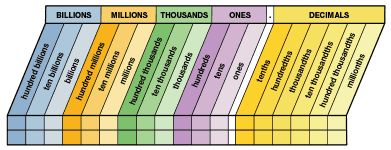 BILLIONS MILLIONS THOUSANDS ONES . DECIMALS
hundred billions
ten billions
billions
hundred millions
ten millions
millions
hundred thousands
ten thousands
thousands
hundreds
tens
ones
tenths
hundredths
thousandths
ten thousandths
hundred thousandths
millionths